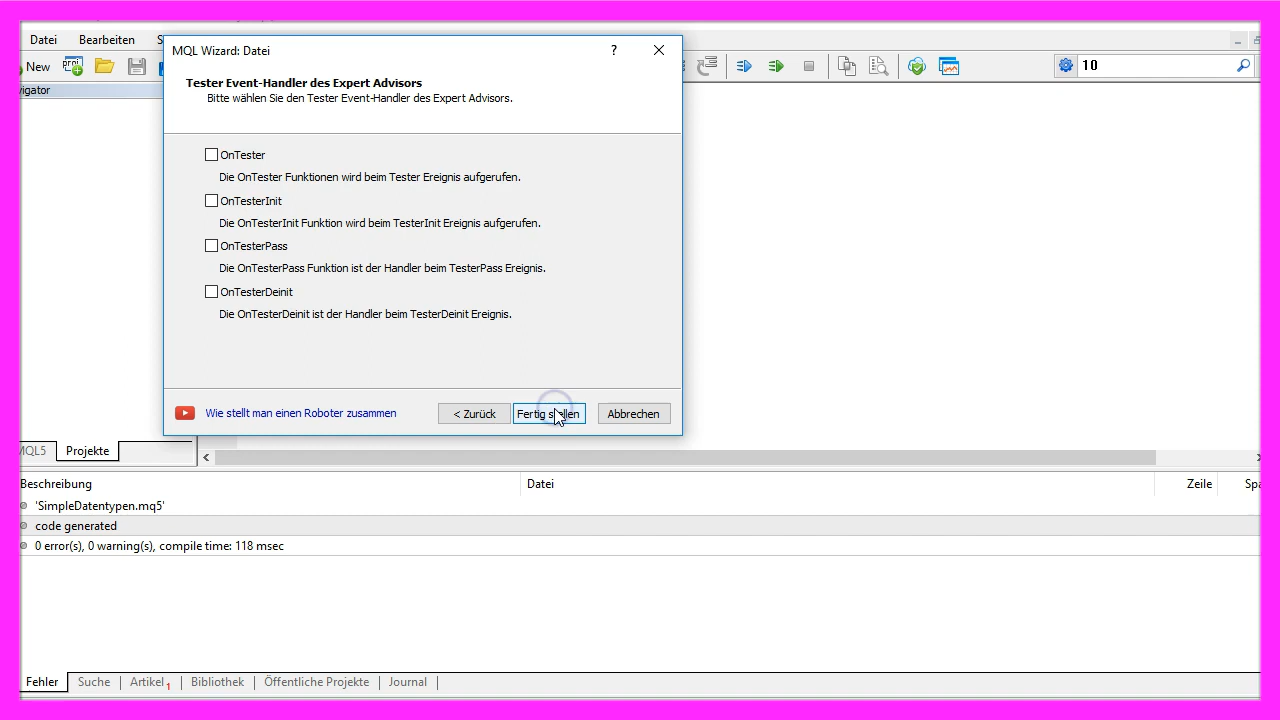 Datei Bearbeiten S
MQL Wizard: Datei ?
New
10
vigator
Tester Event-Handler des Expert Advisors
Bitte wählen Sie den Tester Event-Handler des Expert Advisors.
OnTester
Die OnTester Funktionen wird beim Tester Ereignis aufgerufen.
OnTesterInit
Die OnTesterInit Funktion wird beim TesterInit Ereignis aufgerufen.
OnTesterPass
Die OnTesterPass Funktion ist der Handler beim TesterPass Ereignis.
OnTesterDeinit
Die OnTesterDeinit ist der Handler beim TesterDeinit Ereignis.
Wie stellt man einen Roboter zusammen
< Zurück Fertig stellen Abbrechen
MQL5 Projekte
Beschreibung Datei Zeile Spa
'SimpleDatentypen.mq5'
code generated
0 error(s), 0 warning(s), compile time: 118 msec
Fehler Suche Artikel 1 Bibliothek Öffentliche Projekte Journal